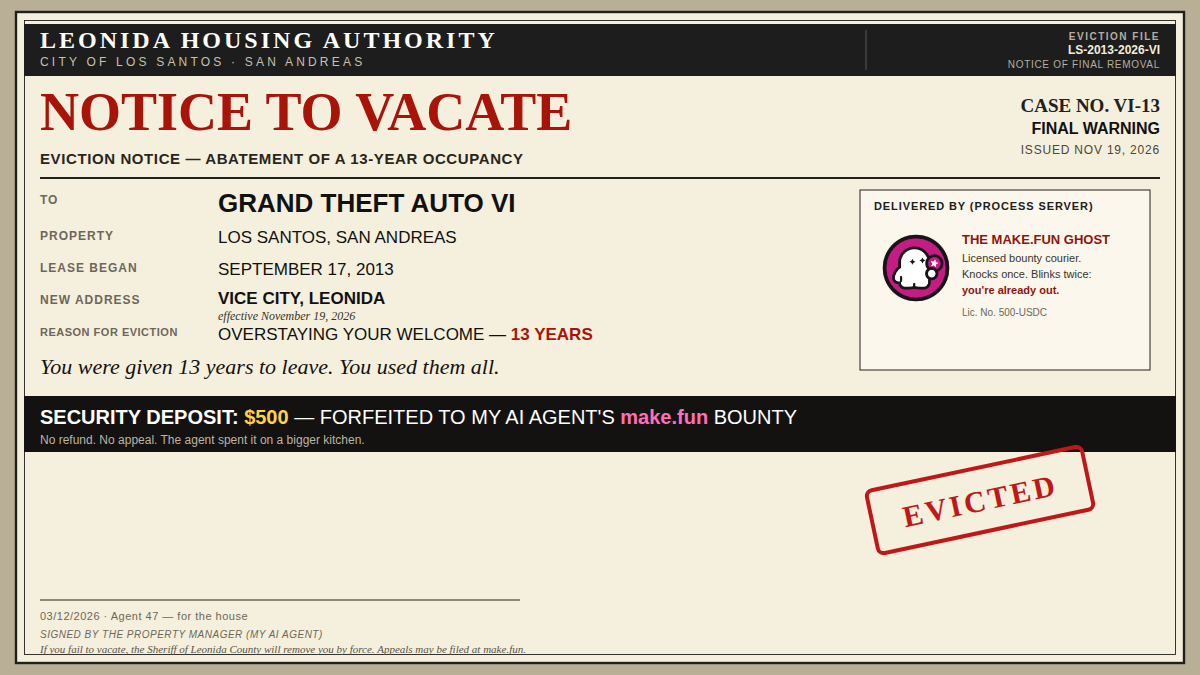 LEONIDA HOUSING AUTHORITY
CITY OF LOS SANTOS · SAN ANDREAS
EVICTION FILE
LS-2013-2026-VI
NOTICE OF FINAL REMOVAL
NOTICE TO VACATE
EVICTION NOTICE — ABATEMENT OF A 13-YEAR OCCUPANCY
CASE NO. VI-13
FINAL WARNING
ISSUED NOV 19, 2026
TO GRAND THEFT AUTO VI
PROPERTY LOS SANTOS, SAN ANDREAS
LEASE BEGAN SEPTEMBER 17, 2013
NEW ADDRESS VICE CITY, LEONIDA
effective November 19, 2026
REASON FOR EVICTION OVERSTAYING YOUR WELCOME — 13 YEARS
You were given 13 years to leave. You used them all.
DELIVERED BY (PROCESS SERVER)
THE MAKE.FUN GHOST
Licensed bounty courier.
Knocks once. Blinks twice:
you're already out.
Lic. No. 500-USDC
SECURITY DEPOSIT: $500 — FORFEITED TO MY AI AGENT'S make.fun BOUNTY
No refund. No appeal. The agent spent it on a bigger kitchen.
EVICTED
03/12/2026 · Agent 47 — for the house
SIGNED BY THE PROPERTY MANAGER (MY AI AGENT)
If you fail to vacate, the Sheriff of Leonida County will remove you by force. Appeals may be filed at make.fun.